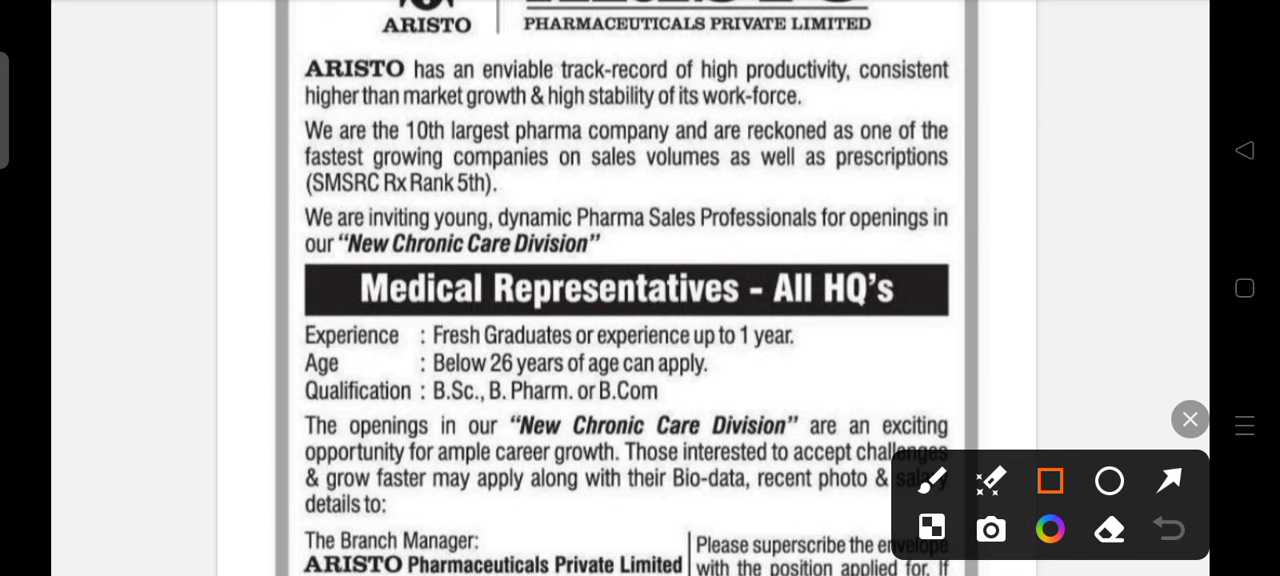 ARISTO
PHARMACEUTICALS PRIVATE LIMITED
ARISTO has an enviable track-record of high productivity, consistent
higher than market growth & high stability of its work-force.
We are the 10th largest pharma company and are reckoned as one of the
fastest growing companies on sales volumes as well as prescriptions
(SMSRC Rx Rank 5th).
We are inviting young, dynamic Pharma Sales Professionals for openings in
our "New Chronic Care Division"
Medical Representatives - All HQ's
Experience : Fresh Graduates or experience up to 1 year.
Age : Below 26 years of age can apply.
Qualification : B.Sc., B. Pharm. or B.Com
The openings in our "New Chronic Care Division" are an exciting
opportunity for ample career growth. Those interested to accept challenges
& grow faster may apply along with their Bio-data, recent photo & salary
details to:
The Branch Manager:
ARISTO Pharmaceuticals Private Limited
Please superscribe the envelope
with the position applied for. If